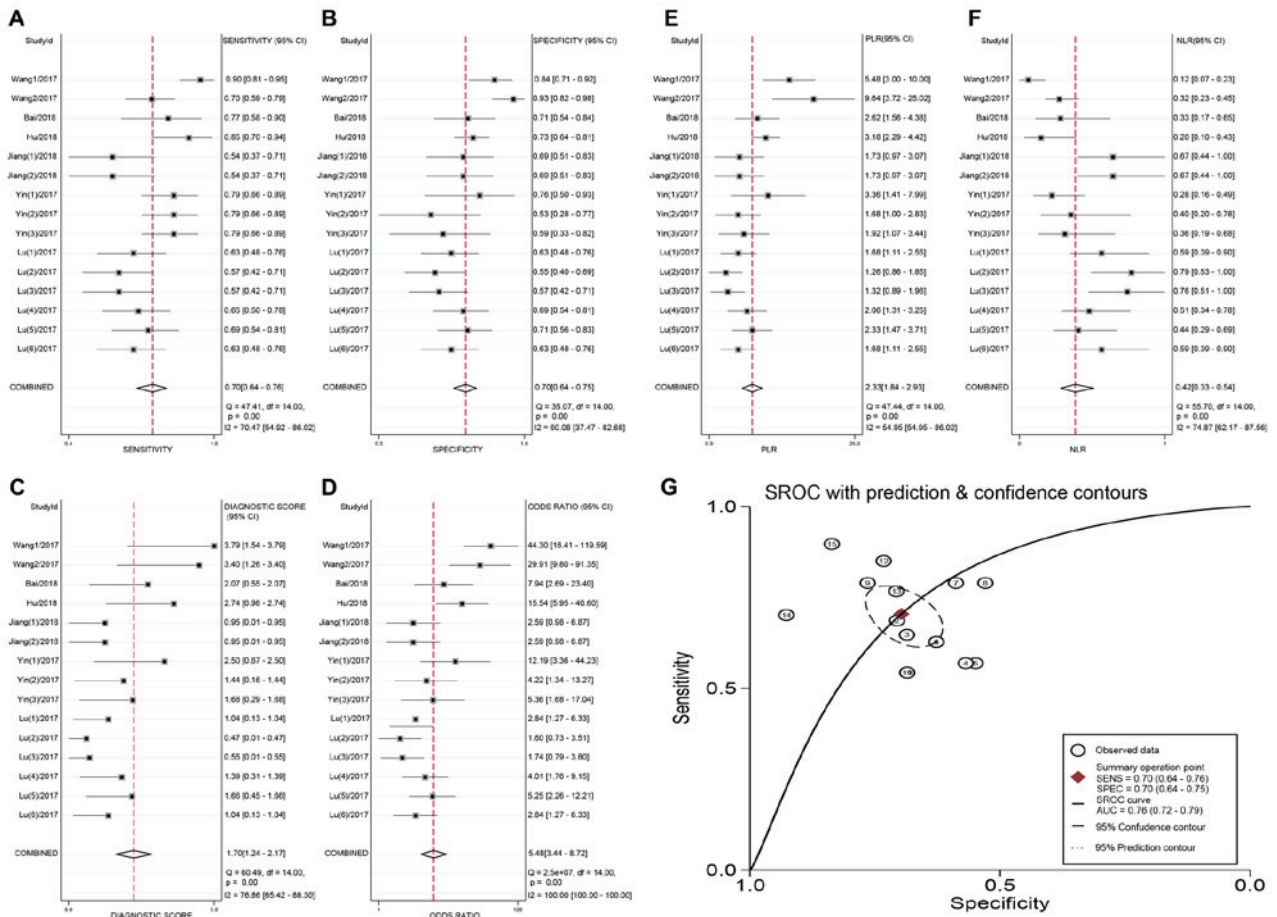 A
StudyId SENSITIVITY (95% CI)
Wang1/2017 0.90 [0.81 - 0.95]
Wang2/2017 0.70 [0.59 - 0.79]
Bai/2018 0.77 [0.58 - 0.90]
Hu/2018 0.85 [0.70 - 0.94]
Jiang(1)/2018 0.54 [0.37 - 0.71]
Jiang(2)/2018 0.54 [0.37 - 0.71]
Yin(1)/2017 0.79 [0.66 - 0.89]
Yin(2)/2017 0.79 [0.66 - 0.89]
Yin(3)/2017 0.79 [0.66 - 0.89]
Lu(1)/2017 0.63 [0.48 - 0.76]
Lu(2)/2017 0.57 [0.42 - 0.71]
Lu(3)/2017 0.57 [0.42 - 0.71]
Lu(4)/2017 0.65 [0.50 - 0.78]
Lu(5)/2017 0.69 [0.54 - 0.81]
Lu(6)/2017 0.63 [0.48 - 0.76]
COMBINED 0.70[0.64 - 0.76]
Q = 47.41, df = 14.00,
p = 0.00
I2 = 70.47 [54.92 - 86.02]
0.4 1.0
SENSITIVITY
B
StudyId SPECIFICITY (95% CI)
Wang1/2017 0.84 [0.71 - 0.92]
Wang2/2017 0.93 [0.82 - 0.98]
Bai/2018 0.71 [0.54 - 0.84]
Hu/2018 0.73 [0.64 - 0.81]
Jiang(1)/2018 0.69 [0.51 - 0.83]
Jiang(2)/2018 0.69 [0.51 - 0.83]
Yin(1)/2017 0.76 [0.50 - 0.93]
Yin(2)/2017 0.53 [0.28 - 0.77]
Yin(3)/2017 0.59 [0.33 - 0.82]
Lu(1)/2017 0.63 [0.48 - 0.76]
Lu(2)/2017 0.55 [0.40 - 0.69]
Lu(3)/2017 0.57 [0.42 - 0.71]
Lu(4)/2017 0.69 [0.54 - 0.81]
Lu(5)/2017 0.71 [0.56 - 0.83]
Lu(6)/2017 0.63 [0.48 - 0.76]
COMBINED 0.70[0.64 - 0.75]
Q = 35.07, df = 14.00,
p = 0.00
I2 = 60.08 [37.47 - 82.68]
0.3 1.0
SPECIFICITY
E
StudyId PLR(95% CI)
Wang1/2017 5.48 [3.00 - 10.00]
Wang2/2017 9.64 [3.72 - 25.02]
Bai/2018 2.62 [1.56 - 4.38]
Hu/2018 3.18 [2.29 - 4.42]
Jiang(1)/2018 1.73 [0.97 - 3.07]
Jiang(2)/2018 1.73 [0.97 - 3.07]
Yin(1)/2017 3.36 [1.41 - 7.99]
Yin(2)/2017 1.68 [1.00 - 2.83]
Yin(3)/2017 1.92 [1.07 - 3.44]
Lu(1)/2017 1.68 [1.11 - 2.55]
Lu(2)/2017 1.26 [0.86 - 1.85]
Lu(3)/2017 1.32 [0.89 - 1.96]
Lu(4)/2017 2.06 [1.31 - 3.25]
Lu(5)/2017 2.33 [1.47 - 3.71]
Lu(6)/2017 1.68 [1.11 - 2.55]
COMBINED 2.33[1.84 - 2.93]
Q = 47.44, df = 14.00,
p = 0.00
I2 = 54.95 [54.95 - 86.02]
0.9 25.0
PLR
F
StudyId NLR(95% CI)
Wang1/2017 0.12 [0.07 - 0.23]
Wang2/2017 0.32 [0.23 - 0.45]
Bai/2018 0.33 [0.17 - 0.65]
Hu/2018 0.20 [0.10 - 0.43]
Jiang(1)/2018 0.67 [0.44 - 1.00]
Jiang(2)/2018 0.67 [0.44 - 1.00]
Yin(1)/2017 0.28 [0.16 - 0.49]
Yin(2)/2017 0.40 [0.20 - 0.78]
Yin(3)/2017 0.36 [0.19 - 0.68]
Lu(1)/2017 0.59 [0.39 - 0.90]
Lu(2)/2017 0.79 [0.53 - 1.00]
Lu(3)/2017 0.76 [0.51 - 1.00]
Lu(4)/2017 0.51 [0.34 - 0.78]
Lu(5)/2017 0.44 [0.29 - 0.69]
Lu(6)/2017 0.59 [0.39 - 0.90]
COMBINED 0.42[0.33 - 0.54]
Q = 55.70, df = 14.00,
p = 0.00
I2 = 74.87 [62.17 - 87.56]
0 1
NLR
C
StudyId DIAGNOSTIC SCORE
(95% CI)
Wang1/2017 3.79 [1.54 - 3.79]
Wang2/2017 3.40 [1.26 - 3.40]
Bai/2018 2.07 [0.55 - 2.07]
Hu/2018 2.74 [0.96 - 2.74]
Jiang(1)/2018 0.95 [0.01 - 0.95]
Jiang(2)/2018 0.95 [0.01 - 0.95]
Yin(1)/2017 2.50 [0.67 - 2.50]
Yin(2)/2017 1.44 [0.16 - 1.44]
Yin(3)/2017 1.68 [0.29 - 1.68]
Lu(1)/2017 1.04 [0.13 - 1.04]
Lu(2)/2017 0.47 [0.01 - 0.47]
Lu(3)/2017 0.55 [0.01 - 0.55]
Lu(4)/2017 1.39 [0.31 - 1.39]
Lu(5)/2017 1.66 [0.45 - 1.66]
Lu(6)/2017 1.04 [0.13 - 1.04]
COMBINED 1.70[1.24 - 2.17]
Q = 60.49, df = 14.00,
p = 0.00
I2 = 76.86 [65.42 - 88.30]
DIAGNOSTIC SCORE
D
StudyId ODDS RATIO (95% CI)
Wang1/2017 44.30 [16.41 - 119.59]
Wang2/2017 29.91 [9.80 - 91.35]
Bai/2018 7.94 [2.69 - 23.40]
Hu/2018 15.54 [5.95 - 40.60]
Jiang(1)/2018 2.59 [0.98 - 6.87]
Jiang(2)/2018 2.59 [0.98 - 6.87]
Yin(1)/2017 12.19 [3.36 - 44.23]
Yin(2)/2017 4.22 [1.34 - 13.27]
Yin(3)/2017 5.36 [1.68 - 17.04]
Lu(1)/2017 2.84 [1.27 - 6.33]
Lu(2)/2017 1.60 [0.73 - 3.51]
Lu(3)/2017 1.74 [0.79 - 3.80]
Lu(4)/2017 4.01 [1.76 - 9.15]
Lu(5)/2017 5.25 [2.26 - 12.21]
Lu(6)/2017 2.84 [1.27 - 6.33]
COMBINED 5.48[3.44 - 8.72]
Q = 2.5e+07, df = 14.00,
p = 0.00
I2 = 100.00 [100.00 - 100.00]
1 100
ODDS RATIO
G
SROC with prediction & confidence contours
1.0
0.5
0.0
Sensitivity
15
12
9
13
7
8
14
2
3
4
5
Observed data
Summary operation point
SENS = 0.70 (0.64 - 0.76)
SPEC = 0.70 (0.64 - 0.75)
SROC curve
AUC = 0.76 (0.72 - 0.79)
95% Confudence contour
95% Prediction contour
1.0 0.5 0.0
Specificity